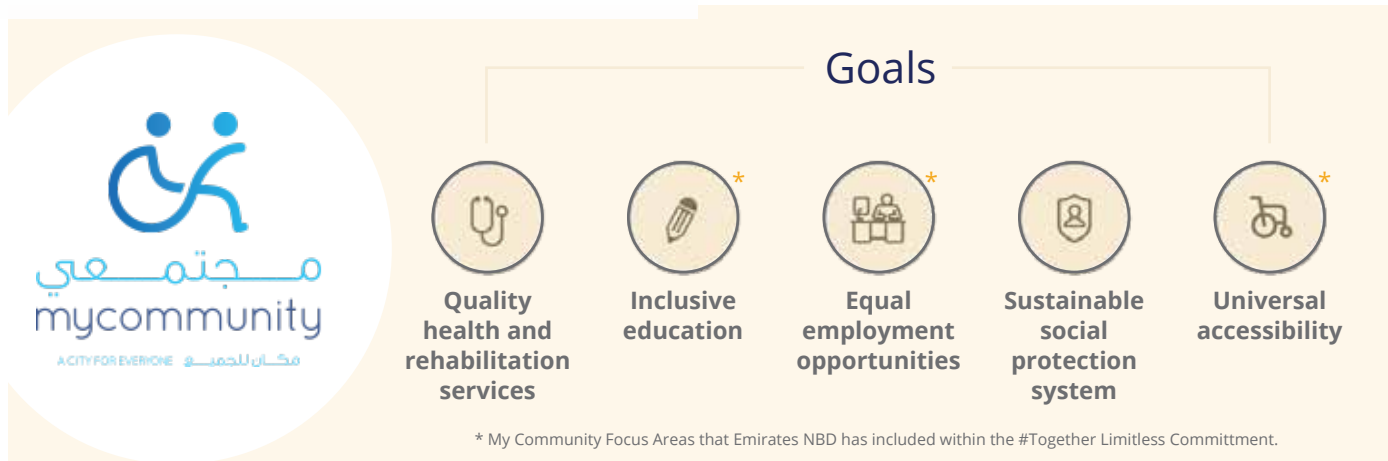 Goals
مجتمعي
mycommunity
A CITY FOR EVERYONE مكان للجميع
*
*
*
Quality
health and
rehabilitation
services
Inclusive
education
Equal
employment
opportunities
Sustainable
social
protection
system
Universal
accessibility
* My Community Focus Areas that Emirates NBD has included within the #Together Limitless Committment.